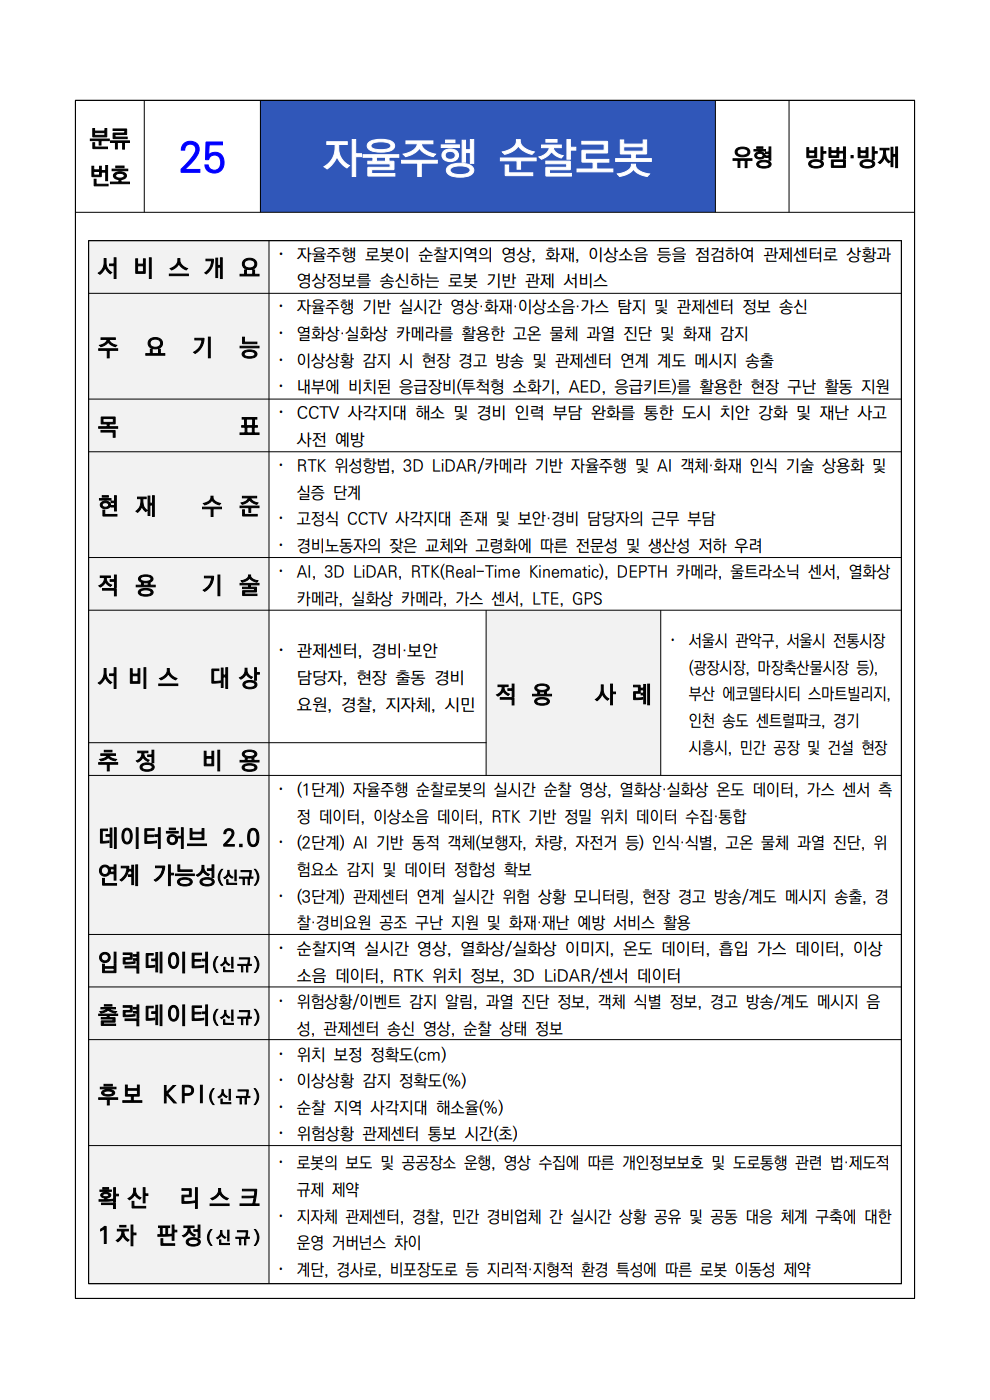 분류
번호
25
자율주행 순찰로봇
유형
방범·방재
서비스개요
· 자율주행 로봇이 순찰지역의 영상, 화재, 이상소음 등을 점검하여 관제센터로 상황과
영상정보를 송신하는 로봇 기반 관제 서비스
주요기능
· 자율주행 기반 실시간 영상·화재·이상소음·가스 탐지 및 관제센터 정보 송신
· 열화상·실화상 카메라를 활용한 고온 물체 과열 진단 및 화재 감지
· 이상상황 감지 시 현장 경고 방송 및 관제센터 연계 계도 메시지 송출
· 내부에 비치된 응급장비(투척형 소화기, AED, 응급키트)를 활용한 현장 구난 활동 지원
목표
· CCTV 사각지대 해소 및 경비 인력 부담 완화를 통한 도시 치안 강화 및 재난 사고
사전 예방
현재 수준
· RTK 위성항법, 3D LiDAR/카메라 기반 자율주행 및 AI 객체·화재 인식 기술 상용화 및
실증 단계
· 고정식 CCTV 사각지대 존재 및 보안·경비 담당자의 근무 부담
· 경비노동자의 잦은 교체와 고령화에 따른 전문성 및 생산성 저하 우려
적용 기술
· AI, 3D LiDAR, RTK(Real-Time Kinematic), DEPTH 카메라, 울트라소닉 센서, 열화상
카메라, 실화상 카메라, 가스 센서, LTE, GPS
서비스 대상
· 관제센터, 경비·보안
담당자, 현장 출동 경비
요원, 경찰, 지자체, 시민
적용 사례
· 서울시 관악구, 서울시 전통시장
(광장시장, 마장축산물시장 등),
부산 에코델타시티 스마트빌리지,
인천 송도 센트럴파크, 경기
시흥시, 민간 공장 및 건설 현장
추정 비용
데이터허브 2.0
연계 가능성(신규)
· (1단계) 자율주행 순찰로봇의 실시간 순찰 영상, 열화상·실화상 온도 데이터, 가스 센서 측
정 데이터, 이상소음 데이터, RTK 기반 정밀 위치 데이터 수집·통합
· (2단계) AI 기반 동적 객체(보행자, 차량, 자전거 등) 인식·식별, 고온 물체 과열 진단, 위
험요소 감지 및 데이터 정합성 확보
· (3단계) 관제센터 연계 실시간 위험 상황 모니터링, 현장 경고 방송/계도 메시지 송출, 경
찰·경비요원 공조 구난 지원 및 화재·재난 예방 서비스 활용
입력데이터(신규)
· 순찰지역 실시간 영상, 열화상/실화상 이미지, 온도 데이터, 흡입 가스 데이터, 이상
소음 데이터, RTK 위치 정보, 3D LiDAR/센서 데이터
출력데이터(신규)
· 위험상황/이벤트 감지 알림, 과열 진단 정보, 객체 식별 정보, 경고 방송/계도 메시지 음
성, 관제센터 송신 영상, 순찰 상태 정보
후보 KPI(신규)
· 위치 보정 정확도(cm)
· 이상상황 감지 정확도(%)
· 순찰 지역 사각지대 해소율(%)
· 위험상황 관제센터 통보 시간(초)
확산 리스크
1차 판정(신규)
· 로봇의 보도 및 공공장소 운행, 영상 수집에 따른 개인정보보호 및 도로통행 관련 법·제도적
규제 제약
· 지자체 관제센터, 경찰, 민간 경비업체 간 실시간 상황 공유 및 공동 대응 체계 구축에 대한
운영 거버넌스 차이
· 계단, 경사로, 비포장도로 등 지리적·지형적 환경 특성에 따른 로봇 이동성 제약